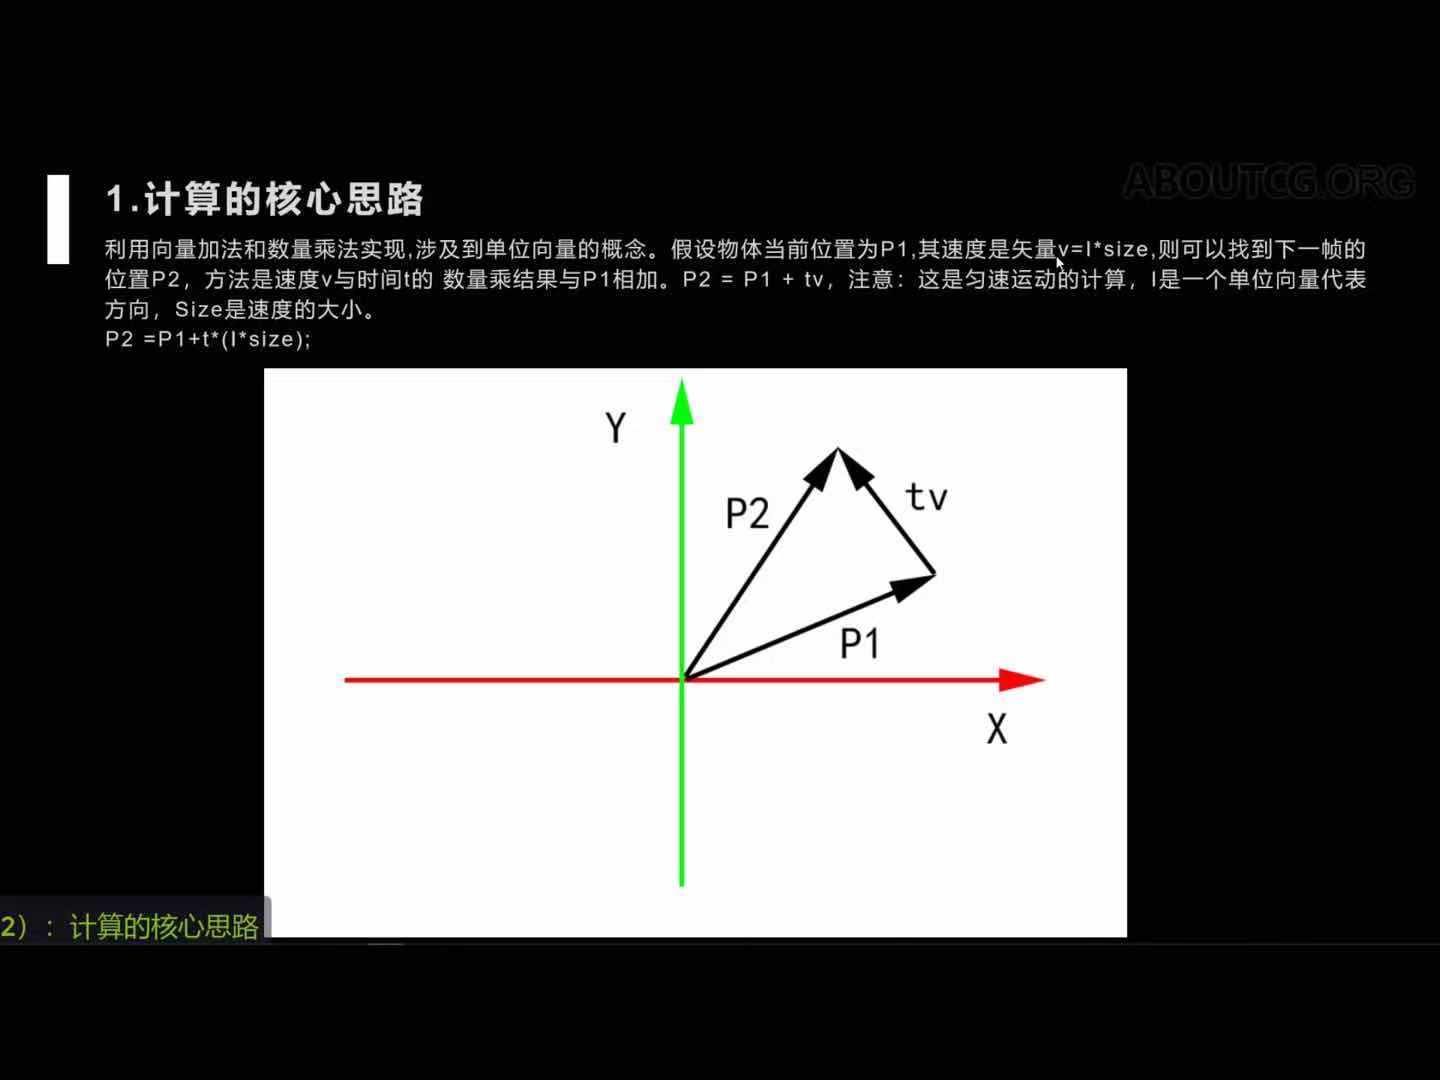 ABOUTCG.ORG
1.计算的核心思路
利用向量加法和数量乘法实现,涉及到单位向量的概念。假设物体当前位置为P1,其速度是矢量v=I*size,则可以找到下一帧的
位置P2，方法是速度v与时间t的 数量乘结果与P1相加。P2 = P1 + tv，注意：这是匀速运动的计算，I是一个单位向量代表
方向，Size是速度的大小。
P2 =P1+t*(I*size);
Y
P2
tv
P1
X
2）：计算的核心思路